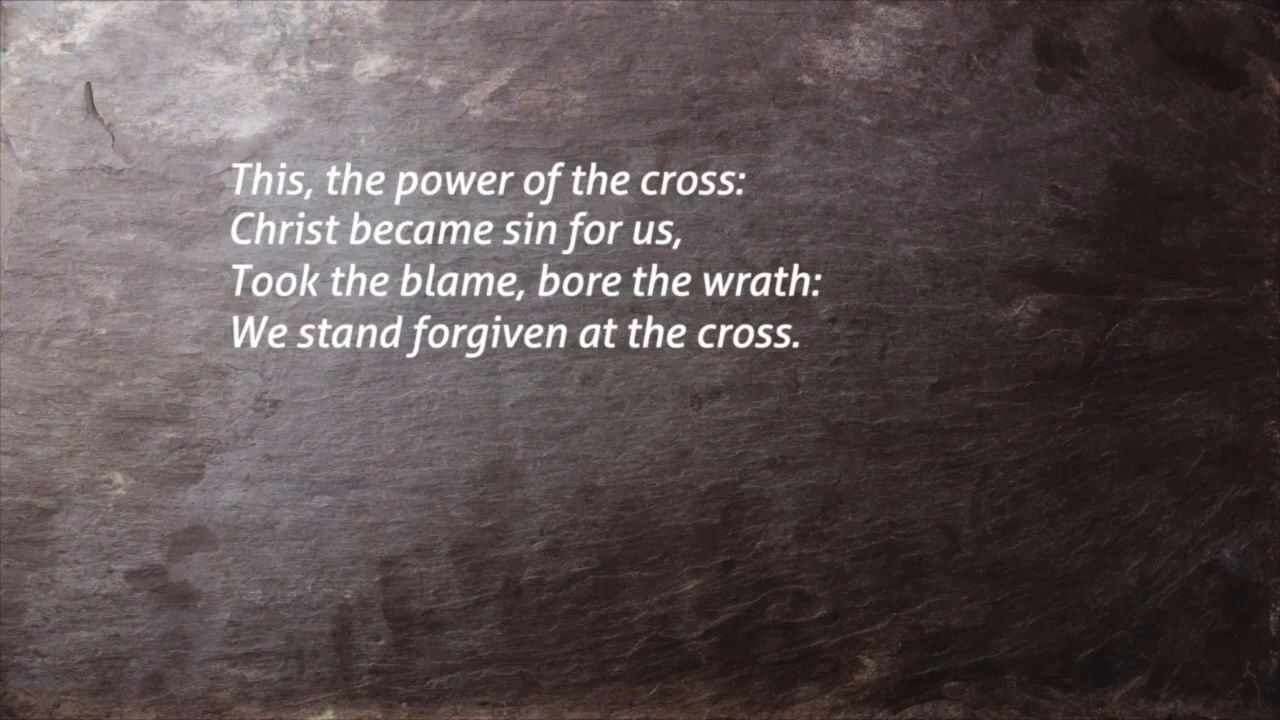 This, the power of the cross:
Christ became sin for us,
Took the blame, bore the wrath:
We stand forgiven at the cross.